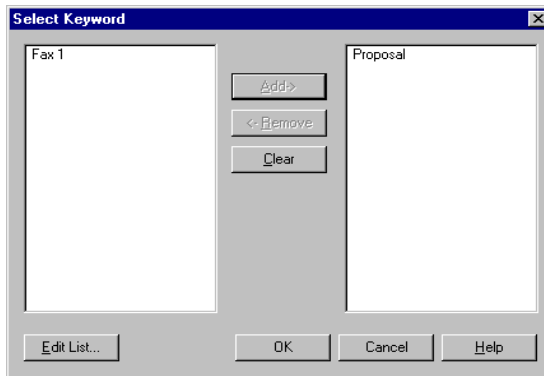 Select Keyword
Fax 1
Proposal
Add->
<- Remove
Clear
Edit List...
OK
Cancel
Help